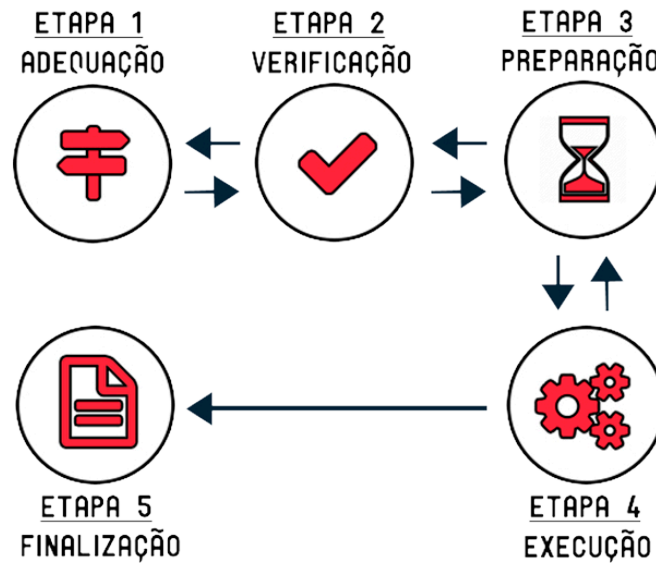 ETAPA 1
ADEQUAÇÃO
ETAPA 2
VERIFICAÇÃO
ETAPA 3
PREPARAÇÃO
ETAPA 5
FINALIZAÇÃO
ETAPA 4
EXECUÇÃO